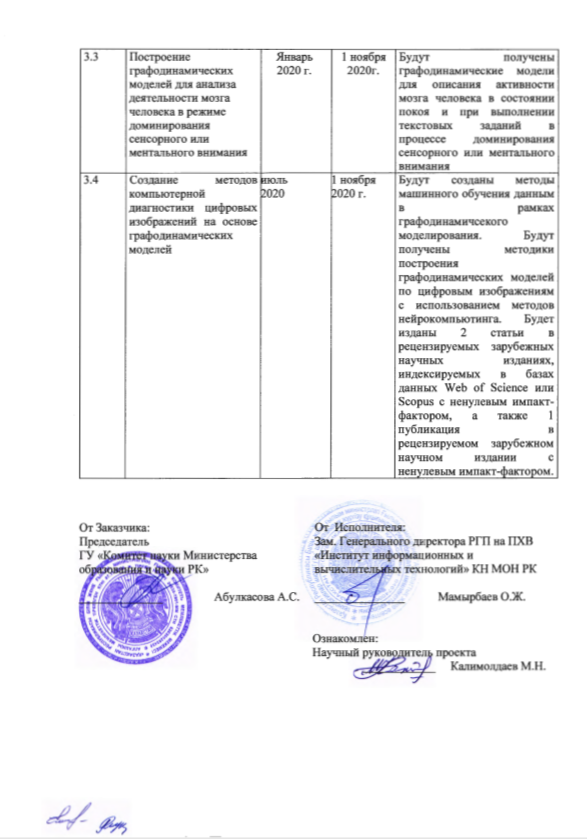 3.3 Построение Январь 1 ноября Будут получены
графодинамических 2020 г. 2020г. графодинамические модели
моделей для анализа для описания активности
деятельности мозга мозга человека в состоянии
человека в режиме покоя и при выполнении
доминирования текстовых заданий в
сенсорного или процессе доминирования
ментального внимания сенсорного или ментального
внимания
3.4 Создание методов июль 1 ноября Будут созданы методы
компьютерной 2020 2020 г. машинного обучения данным
диагностики цифровых в рамках
изображений на основе графодинамичсекого
графодинамических моделирования. Будут
моделей получены методики
построения
графодинамических моделей
по цифровым изображениям
с использованием методов
нейрокомпьютинга. Будет
изданы 2 статьи в
рецензируемых зарубежных
научных изданиях,
индексируемых в базах
данных Web of Science или
Scopus с ненулевым импакт-
фактором, а также 1
публикация в
рецензируемом зарубежном
научном издании с
ненулевым импакт-фактором.
От Заказчика: От Исполнителя:
Председатель Зам. Генерального директора РГП на ПХВ
ГУ «Комитет науки Министерства «Институт информационных и
образования и науки РК» вычислительных технологий» КН МОН РК
Абулкасова А.С. Мамырбаев О.Ж.
Ознакомлен:
Научный руководитель проекта
Калимолдаев М.Н.